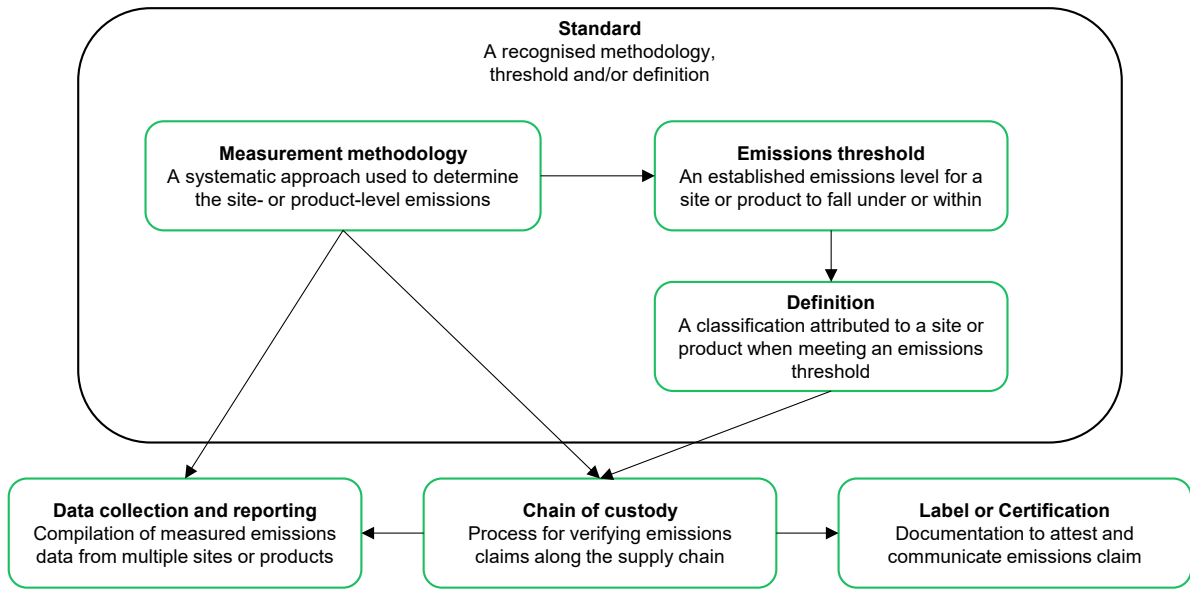 Standard
A recognised methodology,
threshold and/or definition
Measurement methodology
A systematic approach used to determine
the site- or product-level emissions
Emissions threshold
An established emissions level for a
site or product to fall under or within
Definition
A classification attributed to a site or
product when meeting an emissions
threshold
Data collection and reporting
Compilation of measured emissions
data from multiple sites or products
Chain of custody
Process for verifying emissions
claims along the supply chain
Label or Certification
Documentation to attest and
communicate emissions claim